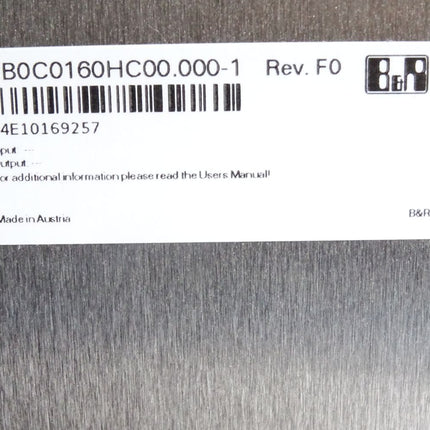 B0C0160HC00.000-1 Rev. F0 B&R
4E10169257
put ---
utput ---
or additional information please read the Users Manual!
Made in Austria B&R